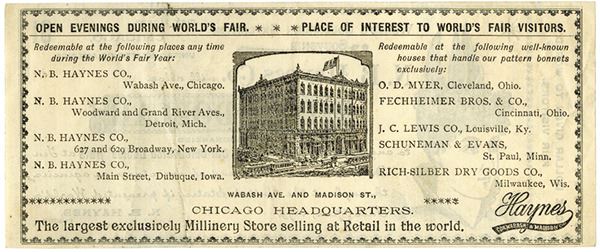 OPEN EVENINGS DURING WORLD'S FAIR. * * * PLACE OF INTEREST TO WORLD'S FAIR VISITORS.
Redeemable at the following places any time
during the World's Fair Year:
N. B. HAYNES CO.,
Wabash Ave., Chicago.
N. B. HAYNES CO.,
Woodward and Grand River Aves.,
Detroit, Mich.
N. B. HAYNES CO.,
627 and 629 Broadway, New York.
N. B. HAYNES CO.,
Main Street, Dubuque, Iowa.
Redeemable at the following well-known
houses that handle our pattern bonnets
exclusively:
O. D. MYER, Cleveland, Ohio.
FECHHEIMER BROS. & CO.,
Cincinnati, Ohio.
J. C. LEWIS CO., Louisville, Ky.
SCHUNEMAN & EVANS,
St. Paul, Minn.
RICH-SILBER DRY GOODS CO.,
Milwaukee, Wis.
WABASH AVE. AND MADISON ST.,
CHICAGO HEADQUARTERS.
The largest exclusively Millinery Store selling at Retail in the world.
Haynes
COR. WABASH & MADISON